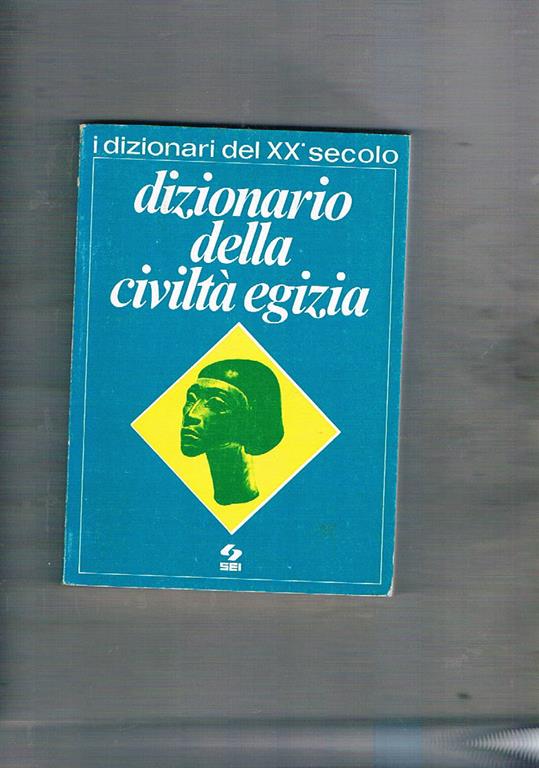 i dizionari del XX° secolo
dizionario
della
civiltà egizia
SEI